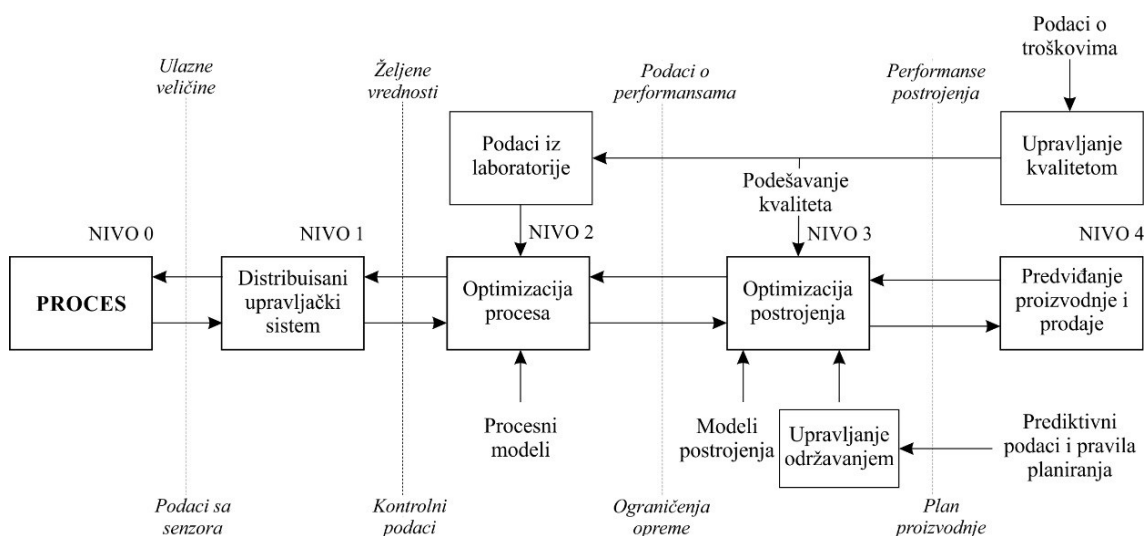 Podaci o
troškovima
Ulazne
veličine
Željene
vrednosti
Podaci o
performansama
Performanse
postrojenja
Podaci iz
laboratorije
Upravljanje
kvalitetom
Podešavanje
kvaliteta
NIVO 0
NIVO 1
NIVO 2
NIVO 3
NIVO 4
PROCES
Distribuisani
upravljački
sistem
Optimizacija
procesa
Optimizacija
postrojenja
Predviđanje
proizvodnje i
prodaje
Procesni
modeli
Modeli
postrojenja
Upravljanje
održavanjem
Prediktivni
podaci i pravila
planiranja
Podaci sa
senzora
Kontrolni
podaci
Ograničenja
opreme
Plan
proizvodnje